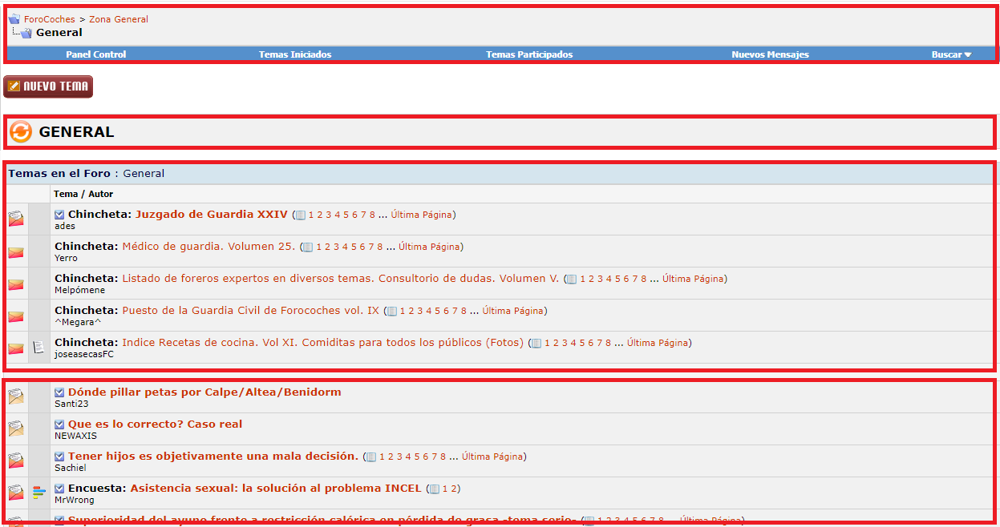 ForoCoches > Zona General
General
Panel Control Temas Iniciados Temas Participados Nuevos Mensajes Buscar
NUEVO TEMA
GENERAL
Temas en el Foro : General
Tema / Autor
Chincheta: Juzgado de Guardia XXIV ( 1 2 3 4 5 6 7 8 ... Última Página)
ades
Chincheta: Médico de guardia. Volumen 25. ( 1 2 3 4 5 6 7 8 ... Última Página)
Yerro
Chincheta: Listado de foreros expertos en diversos temas. Consultorio de dudas. Volumen V. ( 1 2 3 4 5 6 7 8 ... Última Página)
Melpómene
Chincheta: Puesto de la Guardia Civil de Forocoches vol. IX ( 1 2 3 4 5 6 7 8 ... Última Página)
^Megara^
Chincheta: Indice Recetas de cocina. Vol XI. Comiditas para todos los públicos (Fotos) ( 1 2 3 4 5 6 7 8 ... Última Página)
joseasecasFC
Dónde pillar petas por Calpe/Altea/Benidorm
Santi23
Que es lo correcto? Caso real
NEWAXIS
Tener hijos es objetivamente una mala decisión. ( 1 2 3 4 5 6 7 8 ... Última Página)
Sachiel
Encuesta: Asistencia sexual: la solución al problema INCEL ( 1 2)
MrWrong
Superioridad del ayuno frente a restricción calórica en pérdida de grasa -tema serio- ( 1 2 3 4 5 6 7 8 ... Última Página)